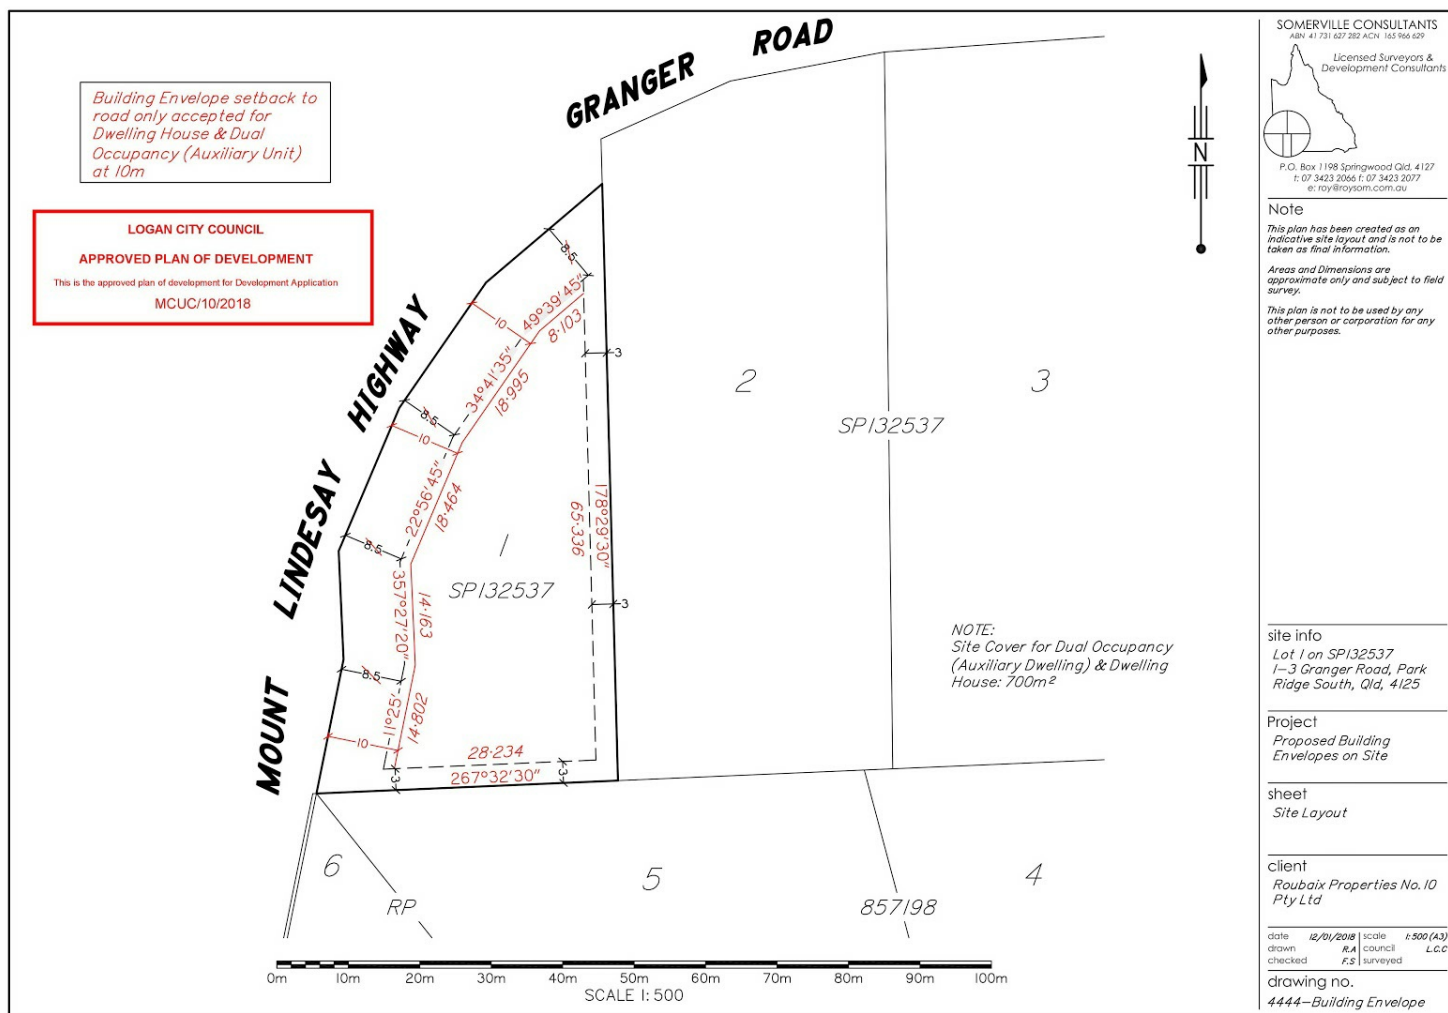 Building Envelope setback to
road only accepted for
Dwelling House & Dual
Occupancy (Auxiliary Unit)
at 10m
LOGAN CITY COUNCIL
APPROVED PLAN OF DEVELOPMENT
This is the approved plan of development for Development Application
MCUC/10/2018
GRANGER ROAD
MOUNT LINDESAY HIGHWAY
8.5
49°39'45"
8·103
10
3
34°41'35"
18·995
8.5
10
22°56'45"
18·464
8.5
178°29'30"
65·336
1
SP132537
357°27'20"
14·163
3
8.5
11°25'
14·802
10
28·234
267°32'30"
3
3
2
3
SP132537
NOTE:
Site Cover for Dual Occupancy
(Auxiliary Dwelling) & Dwelling
House: 700m²
6
5
4
RP
857198
0m 10m 20m 30m 40m 50m 60m 70m 80m 90m 100m
SCALE 1:500
N
SOMERVILLE CONSULTANTS
ABN 41 731 627 282 ACN 165 966 629
Licensed Surveyors &
Development Consultants
P.O. Box 1198 Springwood Qld, 4127
t: 07 3423 2066 f: 07 3423 2077
e: roy@roysom.com.au
Note
This plan has been created as an
indicative site layout and is not to be
taken as final information.
Areas and Dimensions are
approximate only and subject to field
survey.
This plan is not to be used by any
other person or corporation for any
other purposes.
site info
Lot 1 on SP132537
1-3 Granger Road, Park
Ridge South, Qld, 4125
Project
Proposed Building
Envelopes on Site
sheet
Site Layout
client
Roubaix Properties No.10
Pty Ltd
date 12/01/2018 scale 1:500 (A3)
drawn R.A council L.C.C
checked F.S surveyed
drawing no.
4444-Building Envelope